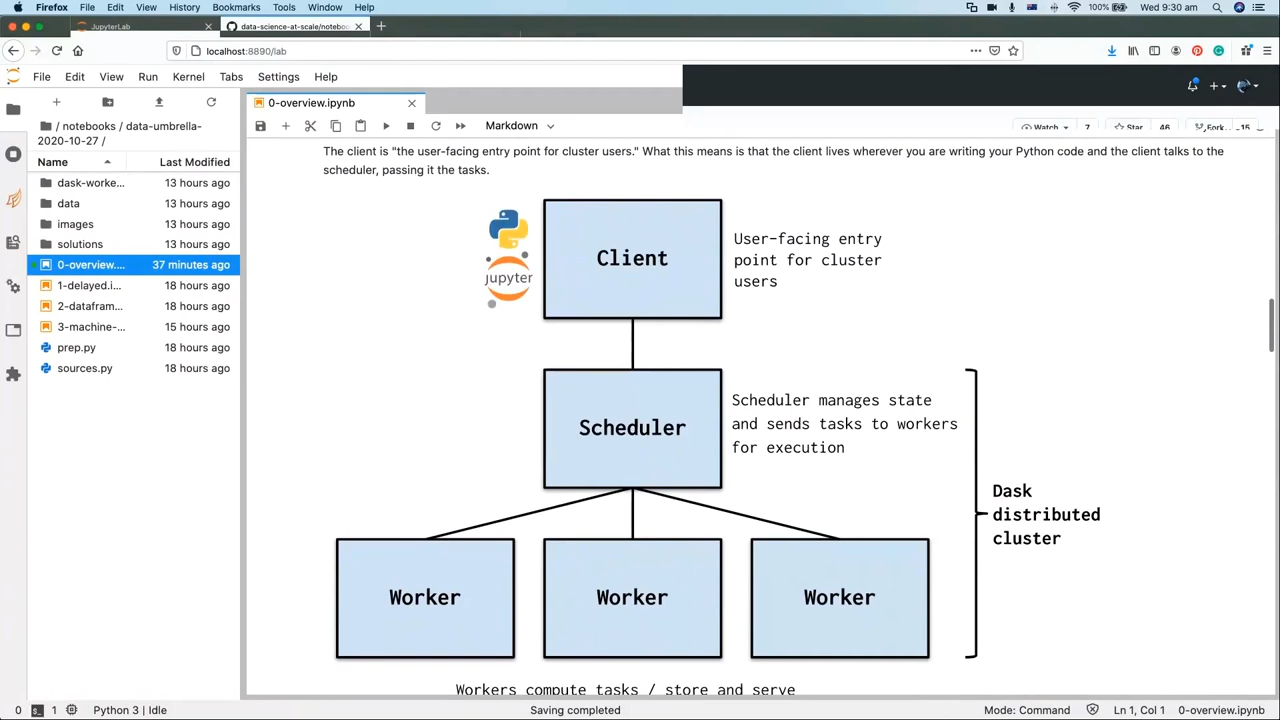 Firefox File Edit View History Bookmarks Tools Window Help 100% Wed 9:30 am
JupyterLab data-science-at-scale/noteboo
localhost:8890/lab
File Edit View Run Kernel Tabs Settings Help
0-overview.ipynb
/ notebooks / data-umbrella-
2020-10-27 /
Markdown
Watch 7 Star 46 Fork 15
Name Last Modified
dask-worke... 13 hours ago
data 13 hours ago
images 13 hours ago
solutions 13 hours ago
0-overview.... 37 minutes ago
1-delayed.i... 18 hours ago
2-datafram... 18 hours ago
3-machine-... 15 hours ago
prep.py 18 hours ago
sources.py 18 hours ago
The client is "the user-facing entry point for cluster users." What this means is that the client lives wherever you are writing your Python code and the client talks to the
scheduler, passing it the tasks.
jupyter
Client
User-facing entry
point for cluster
users
Scheduler
Scheduler manages state
and sends tasks to workers
for execution
Dask
distributed
cluster
Worker Worker Worker
Workers compute tasks / store and serve
0 1 Python 3 | Idle Saving completed Mode: Command Ln 1, Col 1 0-overview.ipynb